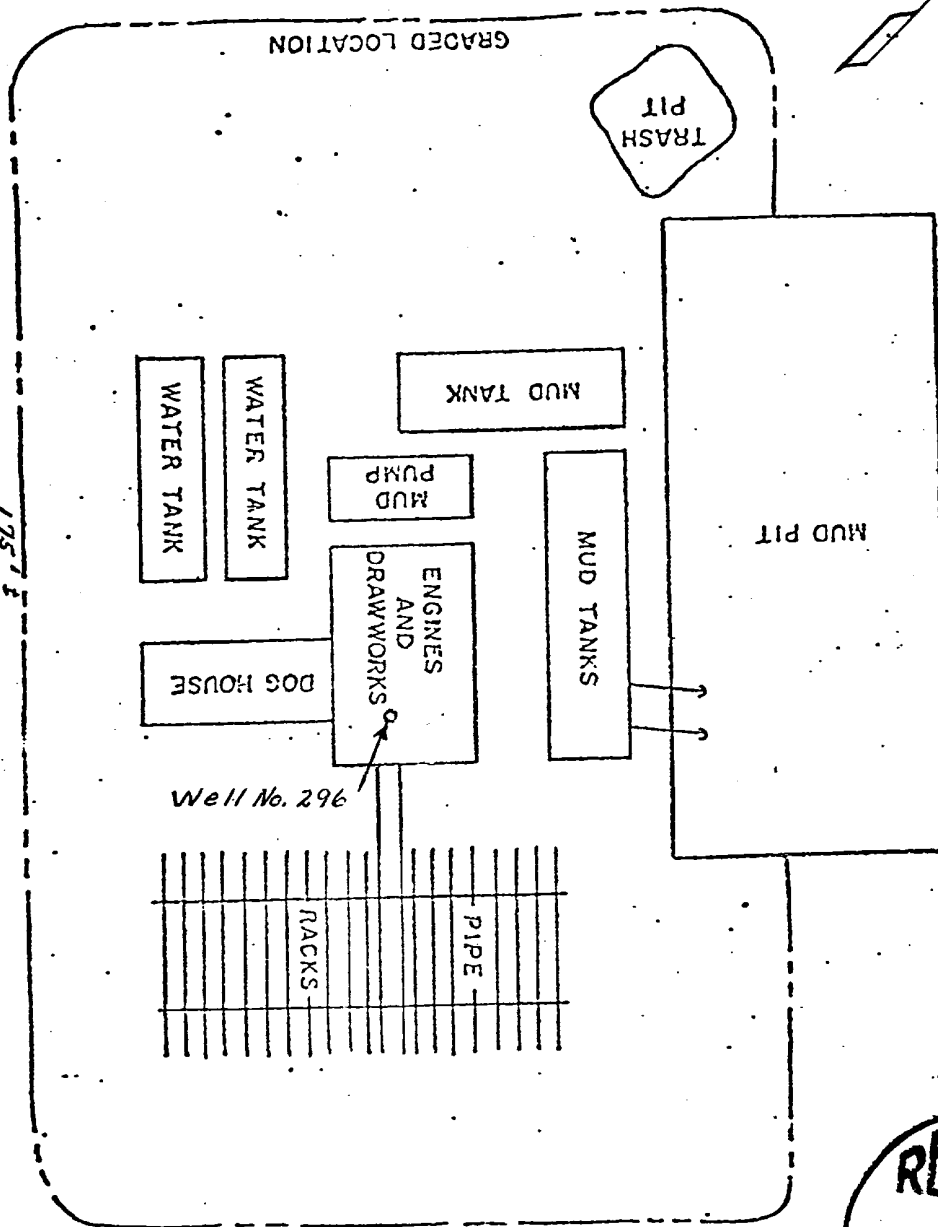 GRADED LOCATION
TRASH
PIT
WATER TANK
WATER TANK
MUD TANK
MUD
PUMP
MUD TANKS
MUD PIT
ENGINES
AND
DRAWWORKS
DOG HOUSE
Well No. 296
175' ±
RACKS
PIPE